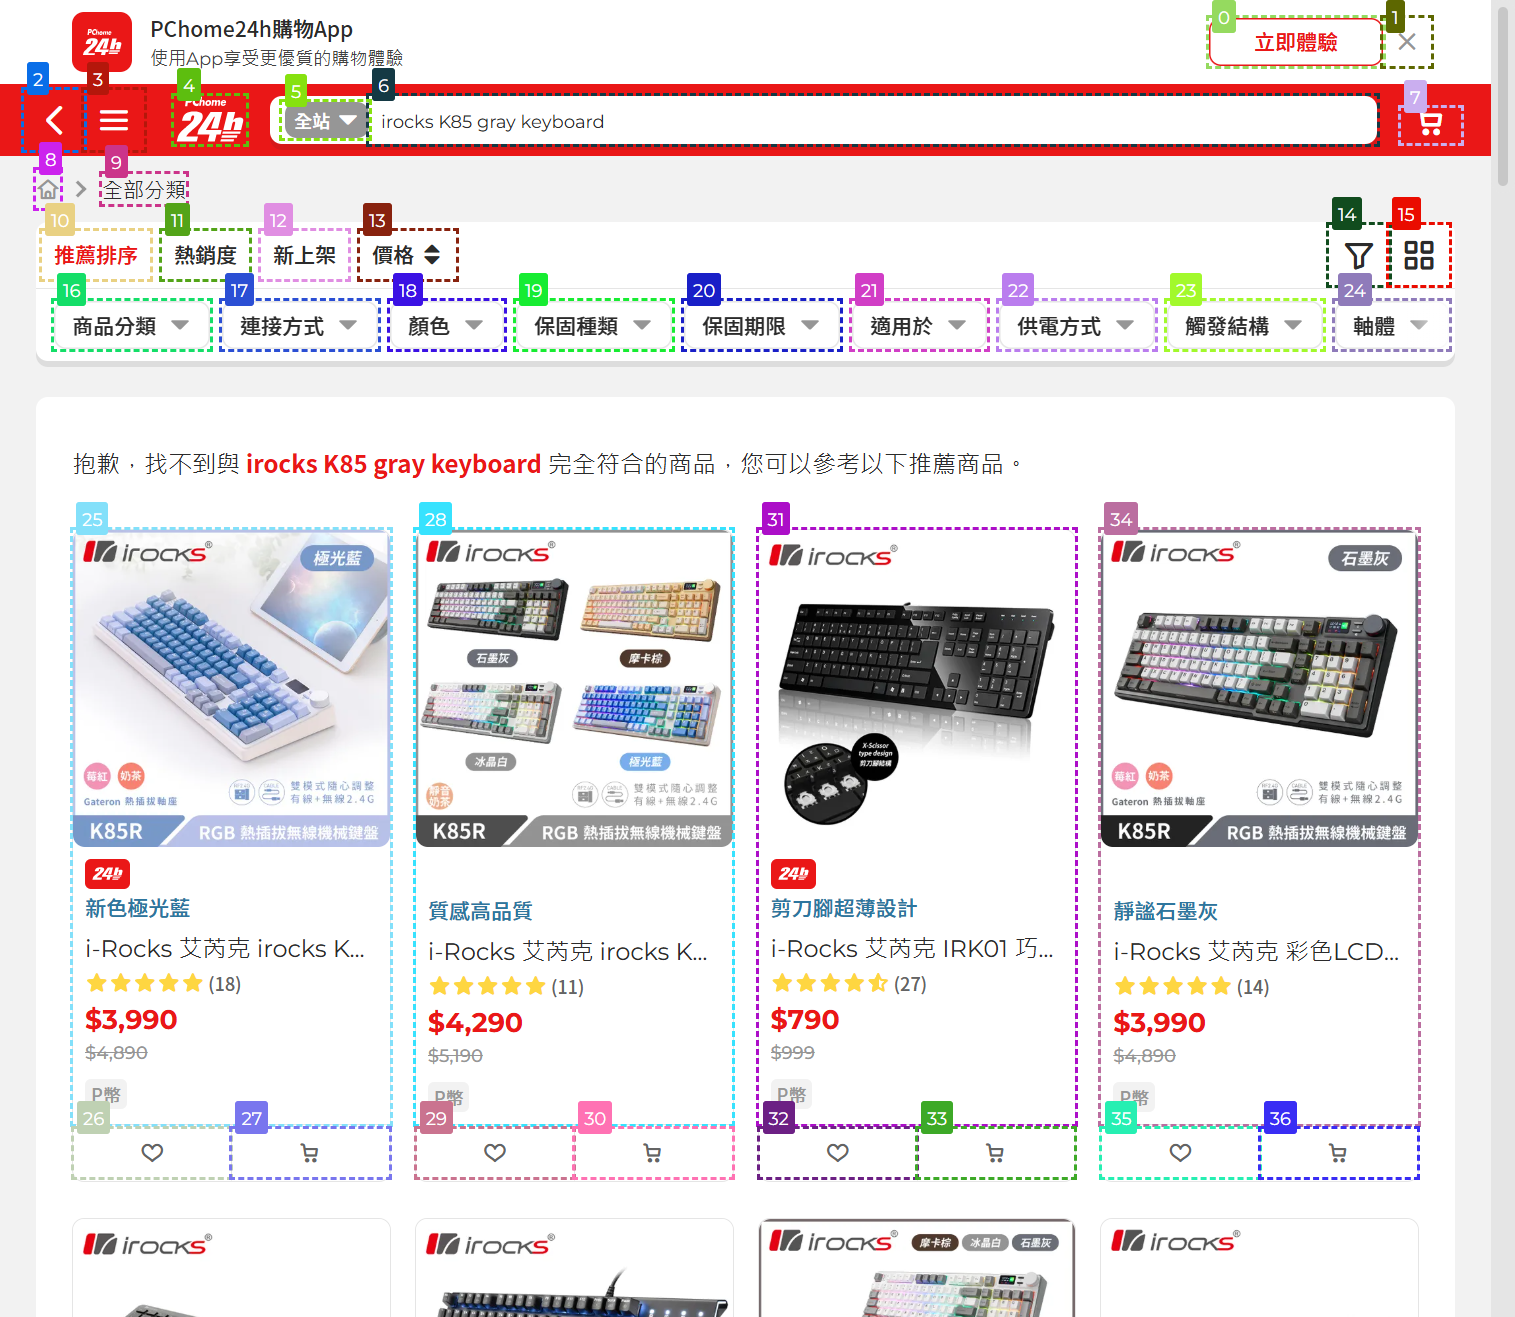 PChome24h購物App
使用App享受更優質的購物體驗
0
立即體驗
1
2
3
4
5
6
7
PChome
24h
全站
irocks K85 gray keyboard
8
9
全部分類
10
11
12
13
14
15
推薦排序
熱銷度
新上架
價格
16
17
18
19
20
21
22
23
24
商品分類
連接方式
顏色
保固種類
保固期限
適用於
供電方式
觸發結構
軸體
抱歉，找不到與 irocks K85 gray keyboard 完全符合的商品，您可以參考以下推薦商品。
25
irocks®
極光藍
莓紅
奶茶
Gateron 熱插拔軸座
雙模式隨心調整
有線+無線2.4G
K85R
RGB 熱插拔無線機械鍵盤
24h
新色極光藍
i-Rocks 艾芮克 irocks K...
(18)
$3,990
$4,890
P幣
26
27
28
irocks®
石墨灰
摩卡棕
冰晶白
極光藍
靜音
奶茶
雙模式隨心調整
有線+無線2.4G
K85R
RGB 熱插拔無線機械鍵盤
質感高品質
i-Rocks 艾芮克 irocks K...
(11)
$4,290
$5,190
P幣
29
30
31
irocks®
X-Scissor
type design
剪刀腳結構
24h
剪刀腳超薄設計
i-Rocks 艾芮克 IRK01 巧...
(27)
$790
$999
P幣
32
33
34
irocks®
石墨灰
莓紅
奶茶
Gateron 熱插拔軸座
雙模式隨心調整
有線+無線2.4G
K85R
RGB 熱插拔無線機械鍵盤
靜謐石墨灰
i-Rocks 艾芮克 彩色LCD...
(14)
$3,990
$4,890
P幣
35
36
irocks®
irocks®
irocks®
摩卡棕
冰晶白
石墨灰
irocks®